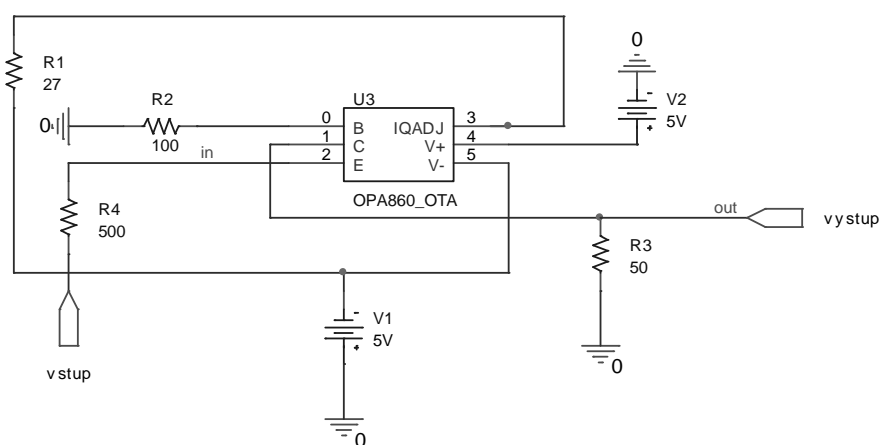 R1
27
R2
100
0
in
R4
500
vstup
U3
0
1
2
B
C
E
IQADJ
V+
V-
3
4
5
OPA860_OTA
0
-
V2
5V
+
out
vystup
R3
50
0
-
V1
5V
+
0